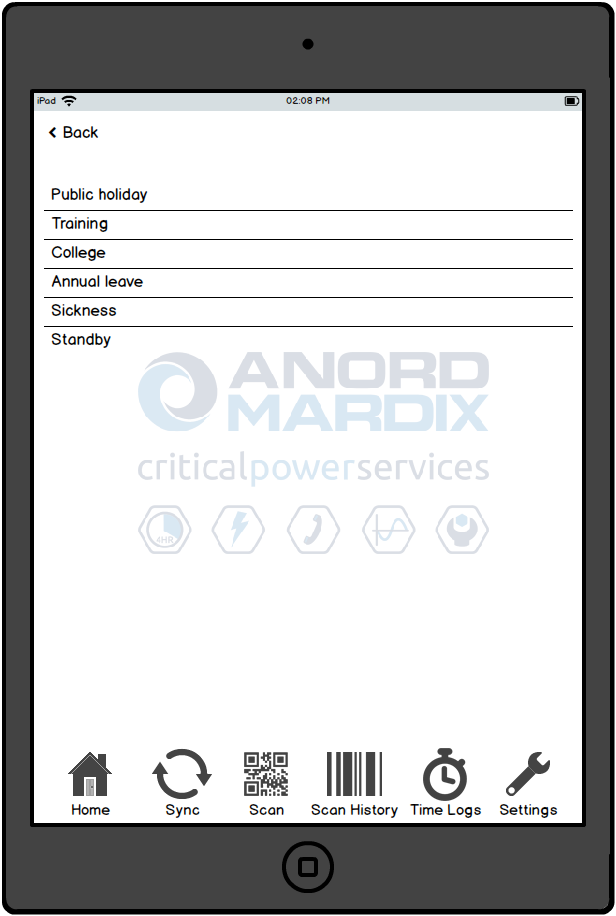 iPad 02:08 PM
Back
Public holiday
Training
College
Annual leave
Sickness
Standby
ANORD
MARDIX
criticalpowerservices
4HR
Home Sync Scan Scan History Time Logs Settings